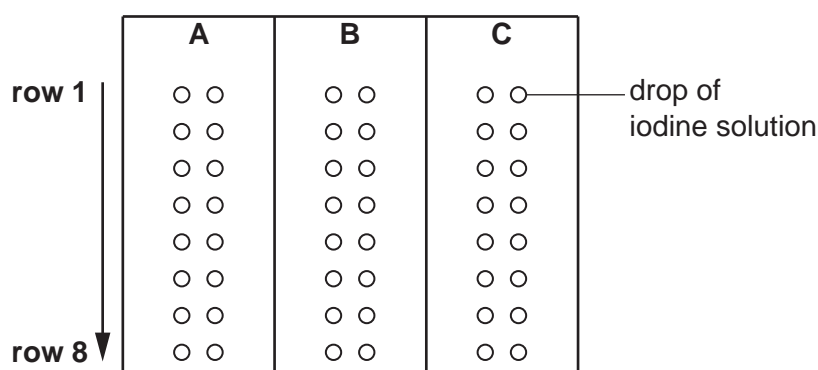 A B C
row 1
drop of
iodine solution
row 8